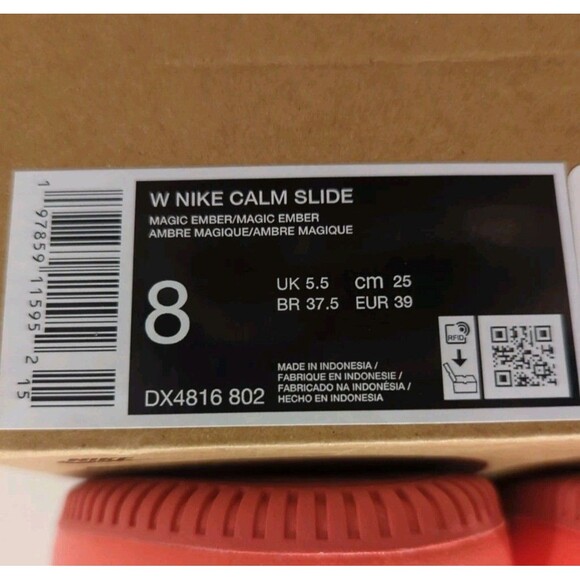 W NIKE CALM SLIDE
MAGIC EMBER/MAGIC EMBER
AMBRE MAGIQUE/AMBRE MAGIQUE
8
UK 5.5 cm 25
BR 37.5 EUR 39
RFID
MADE IN INDONESIA /
FABRIQUE EN INDONESIE /
FABRICADO NA INDONÉSIA /
HECHO EN INDONESIA
DX4816 802
1 97859 11595 2 15
NIKE